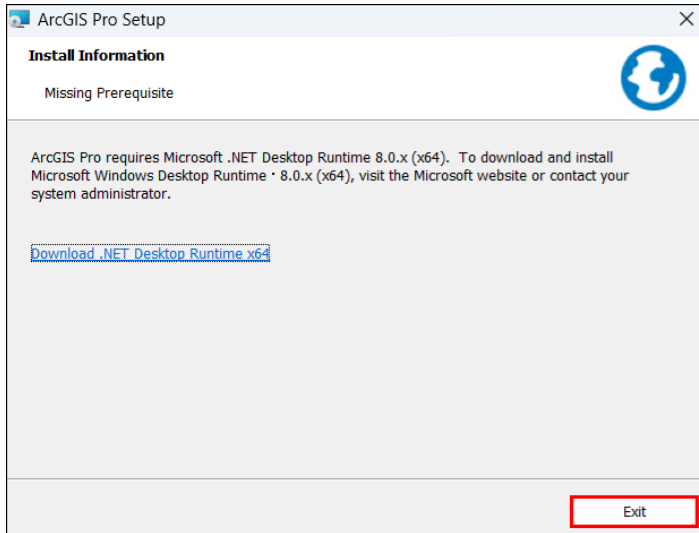 ArcGIS Pro Setup
Install Information
Missing Prerequisite
ArcGIS Pro requires Microsoft .NET Desktop Runtime 8.0.x (x64).  To download and install
Microsoft Windows Desktop Runtime · 8.0.x (x64), visit the Microsoft website or contact your
system administrator.
Download .NET Desktop Runtime x64
Exit